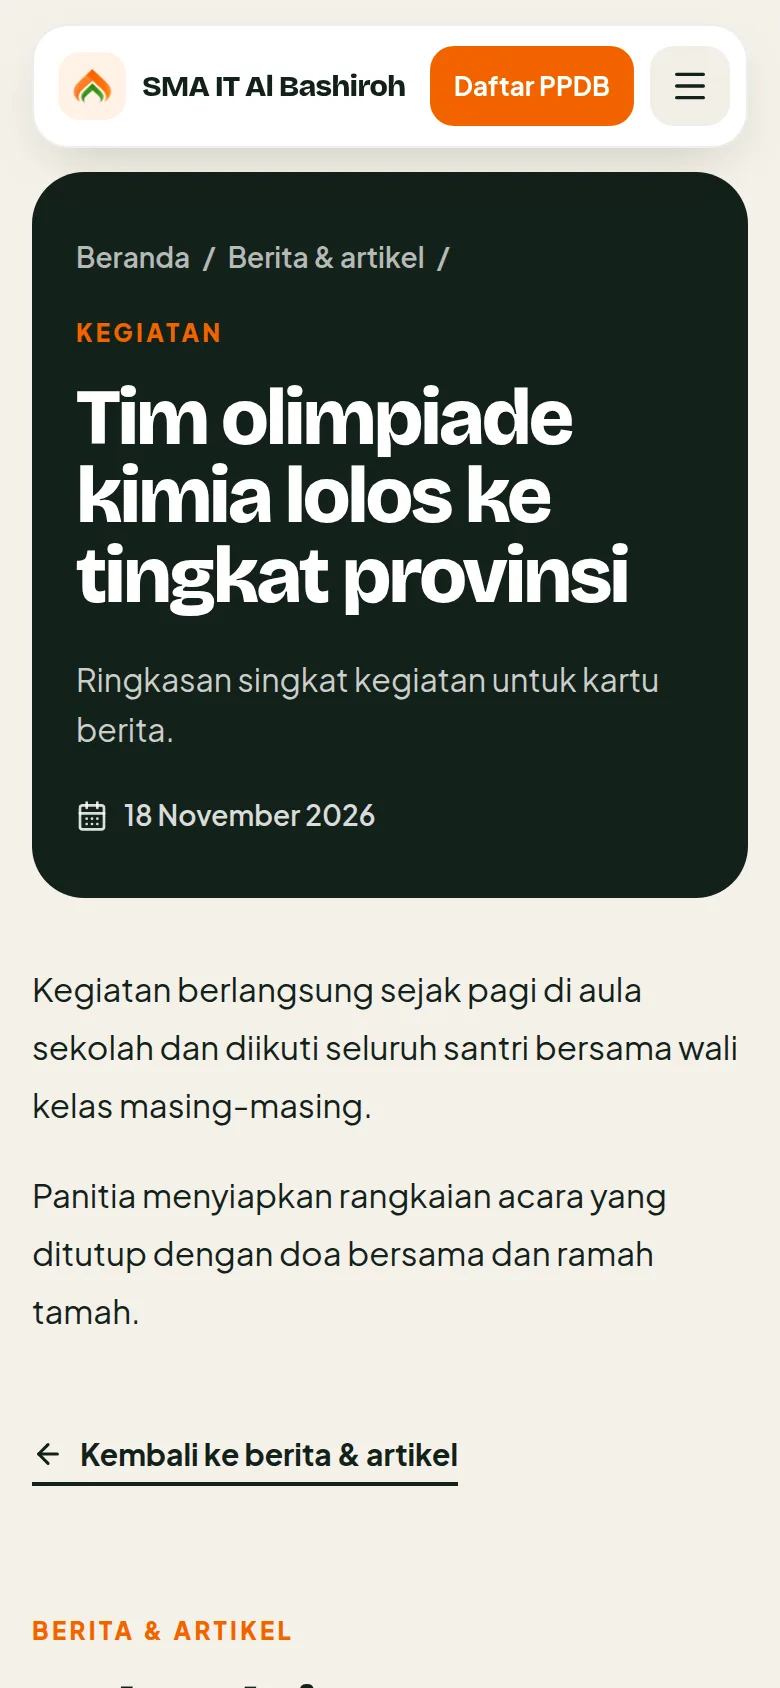 SMA IT Al Bashiroh
Daftar PPDB
Beranda / Berita & artikel /
KEGIATAN
Tim olimpiade
kimia lolos ke
tingkat provinsi
Ringkasan singkat kegiatan untuk kartu
berita.
18 November 2026
Kegiatan berlangsung sejak pagi di aula
sekolah dan diikuti seluruh santri bersama wali
kelas masing-masing.
Panitia menyiapkan rangkaian acara yang
ditutup dengan doa bersama dan ramah
tamah.
Kembali ke berita & artikel
BERITA & ARTIKEL